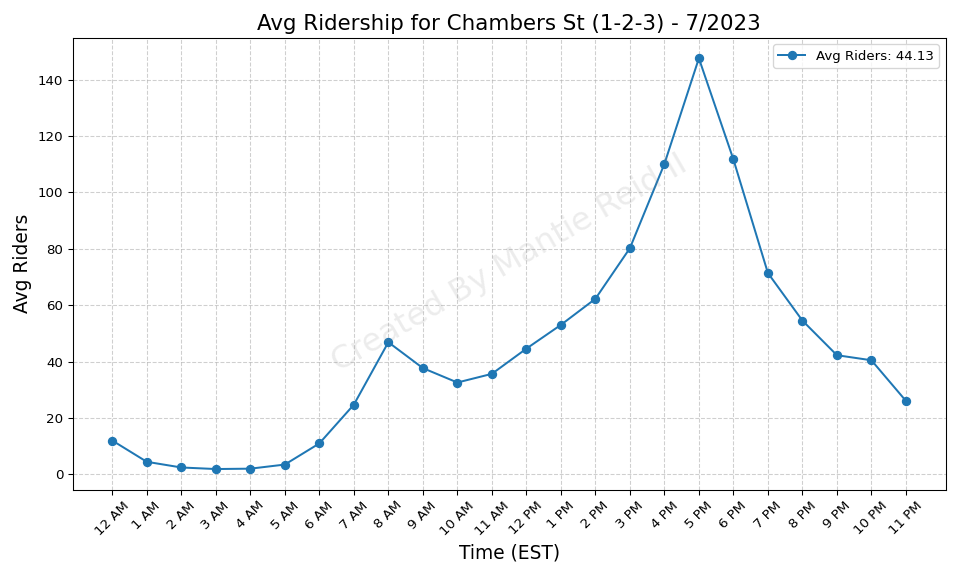 Avg Ridership for Chambers St (1-2-3) - 7/2023
Avg Riders: 44.13
Avg Riders
140
120
100
80
60
40
20
0
Created By Mantie Reid II
12 AM
1 AM
2 AM
3 AM
4 AM
5 AM
6 AM
7 AM
8 AM
9 AM
10 AM
11 AM
12 PM
1 PM
2 PM
3 PM
4 PM
5 PM
6 PM
7 PM
8 PM
9 PM
10 PM
11 PM
Time (EST)